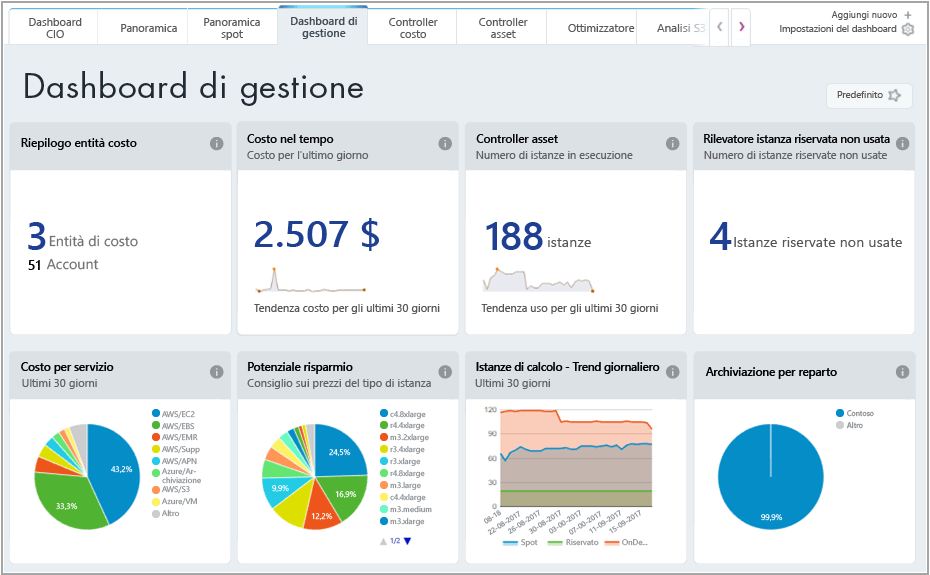 Dashboard CIO
Panoramica
Panoramica spot
Dashboard di gestione
Controller costo
Controller asset
Ottimizzatore
Analisi S3
Aggiungi nuovo
Impostazioni del dashboard
Dashboard di gestione
Predefinito
Riepilogo entità costo
3 Entità di costo
51 Account
Costo nel tempo
Costo per l'ultimo giorno
2.507 $
Tendenza costo per gli ultimi 30 giorni
Controller asset
Numero di istanze in esecuzione
188 istanze
Tendenza uso per gli ultimi 30 giorni
Rilevatore istanza riservata non usata
Numero di istanze riservate non usate
4 Istanze riservate non usate
Costo per servizio
Ultimi 30 giorni
43,2%
33,3%
AWS/EC2
AWS/EBS
AWS/EMR
AWS/Supp
AWS/APN
Azure/Ar-
chiviazione
AWS/S3
Azure/VM
Altro
Potenziale risparmio
Consiglio sui prezzi del tipo di istanza
24,5%
16,9%
12,2%
9,9%
c4.8xlarge
r4.4xlarge
m3.2xlarge
r3.4xlarge
r3.xlarge
r4.8xlarge
m3.large
c4.4xlarge
m3.medium
m3.xlarge
1/2
Istanze di calcolo - Trend giornaliero
Ultimi 30 giorni
120
90
60
30
0
08-18
22-08-2017
26-08-2017
30-08-2017
03-00-2017
07-00-2017
11-09-2017
15-09-2017
Spot
Riservato
OnDe...
Archiviazione per reparto
Contoso
Altro
99,9%